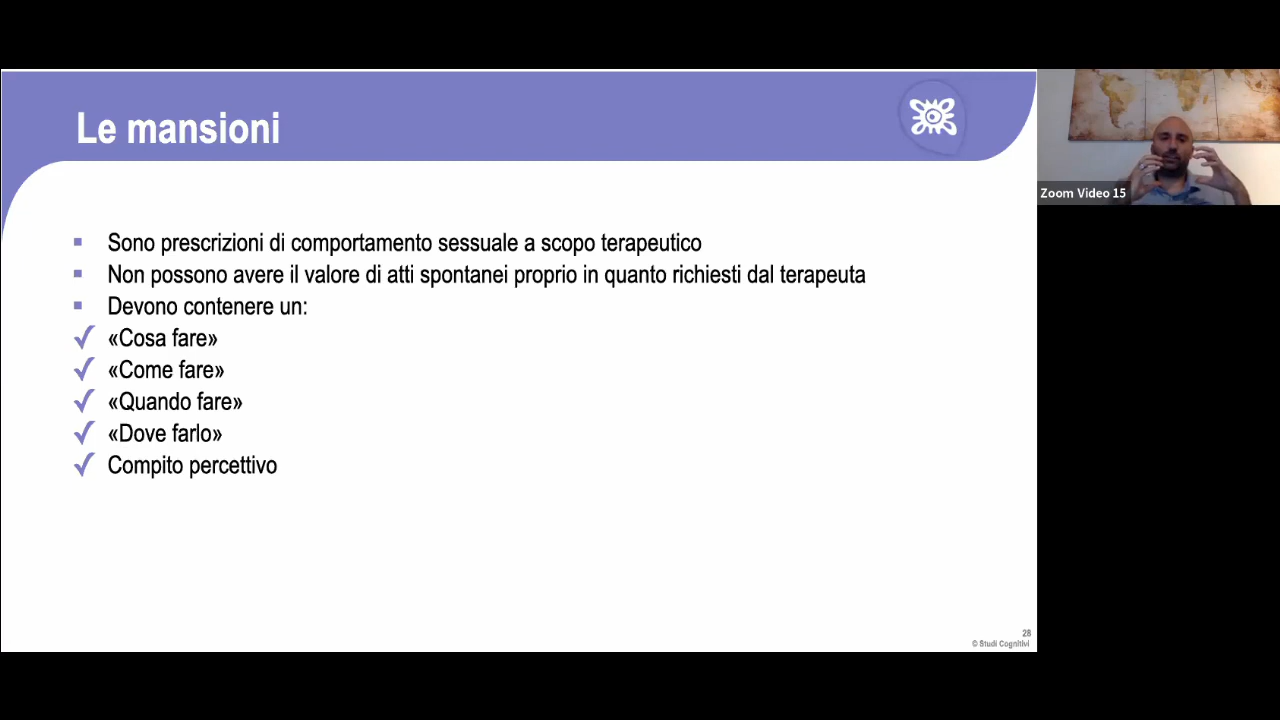 Le mansioni
Sono prescrizioni di comportamento sessuale a scopo terapeutico
Non possono avere il valore di atti spontanei proprio in quanto richiesti dal terapeuta
Devono contenere un:
«Cosa fare»
«Come fare»
«Quando fare»
«Dove farlo»
Compito percettivo
28
© Studi Cognitivi
Zoom Video 15